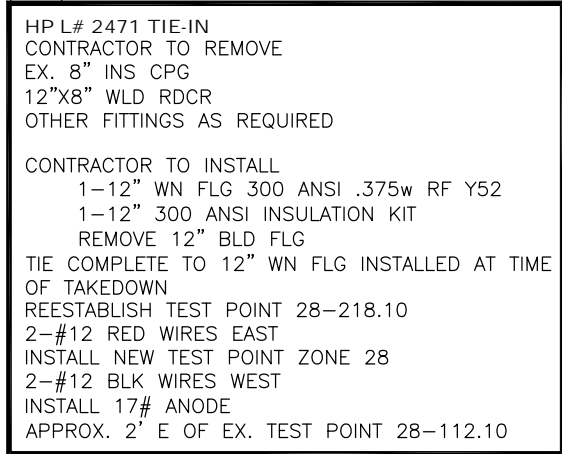 HP L# 2471 TIE-IN
CONTRACTOR TO REMOVE
EX. 8" INS CPG
12"X8" WLD RDCR
OTHER FITTINGS AS REQUIRED
CONTRACTOR TO INSTALL
1-12" WN FLG 300 ANSI .375w RF Y52
1-12" 300 ANSI INSULATION KIT
REMOVE 12" BLD FLG
TIE COMPLETE TO 12" WN FLG INSTALLED AT TIME
OF TAKEDOWN
REESTABLISH TEST POINT 28-218.10
2-#12 RED WIRES EAST
INSTALL NEW TEST POINT ZONE 28
2-#12 BLK WIRES WEST
INSTALL 17# ANODE
APPROX. 2' E OF EX. TEST POINT 28-112.10